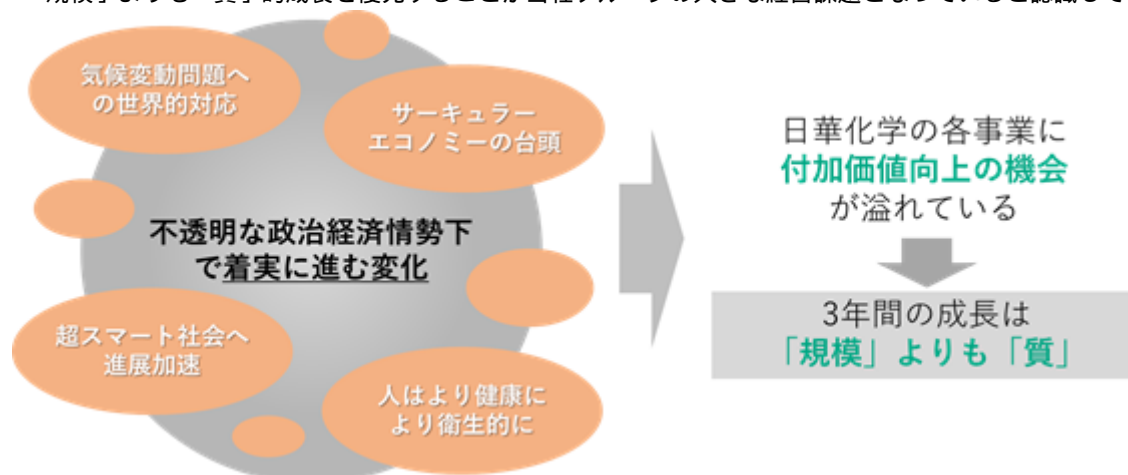 規模」よりも「質」的成長を優先することが当社グループの大きな経営課題となっていると認識して
気候変動問題へ
の世界的対応
サーキュラー
エコノミーの台頭
不透明な政治経済情勢下
で着実に進む変化
超スマート社会へ
進展加速
人はより健康に
より衛生的に
日華化学の各事業に
付加価値向上の機会
が溢れている
3年間の成長は
「規模」よりも「質」